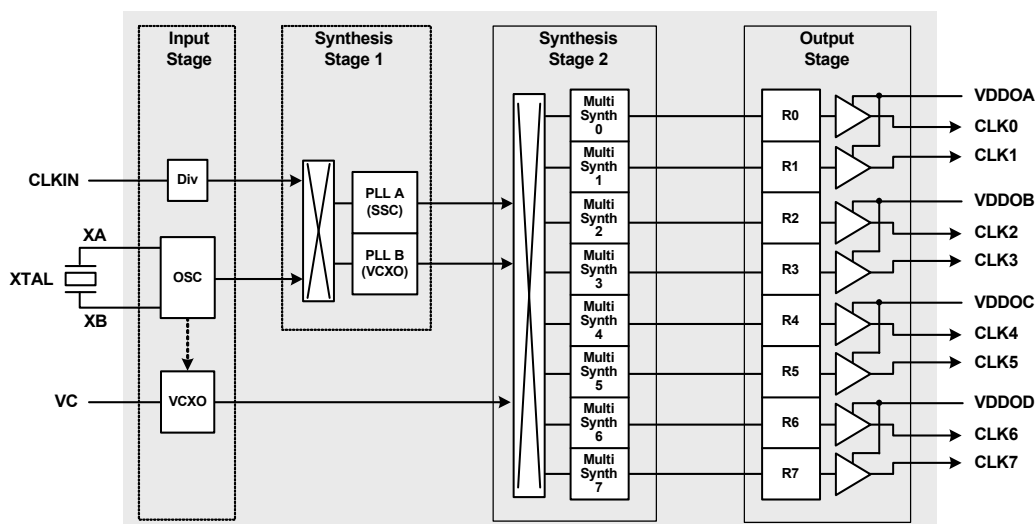 Input
Stage
Synthesis
Stage 1
Synthesis
Stage 2
Output
Stage
CLKIN
Div
XA
XTAL
XB
OSC
VC
VCXO
PLL A
(SSC)
PLL B
(VCXO)
Multi
Synth
0
Multi
Synth
1
Multi
Synth
2
Multi
Synth
3
Multi
Synth
4
Multi
Synth
5
Multi
Synth
6
Multi
Synth
7
R0
R1
R2
R3
R4
R5
R6
R7
VDDOA
CLK0
CLK1
VDDOB
CLK2
CLK3
VDDOC
CLK4
CLK5
VDDOD
CLK6
CLK7